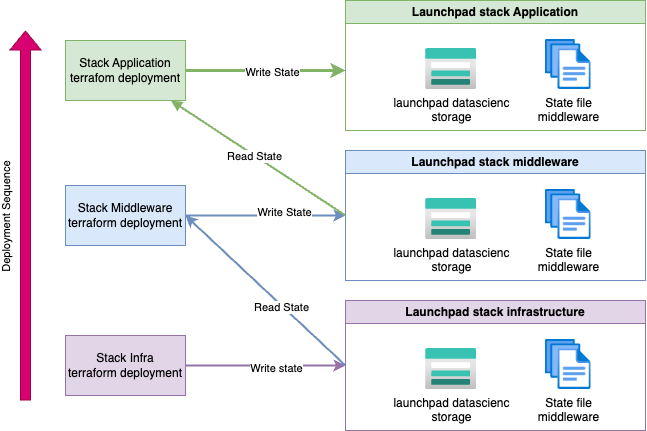 Launchpad stack Application
Stack Application
terrafom deployment
Write State
launchpad datascienc
storage
State file
middleware
Read State
Deployment Sequence
Launchpad stack middleware
Stack Middleware
terraform deployment
Write State
launchpad datascienc
storage
State file
middleware
Read State
Launchpad stack infrastructure
Stack Infra
terraform deployment
Write state
launchpad datascienc
storage
State file
middleware